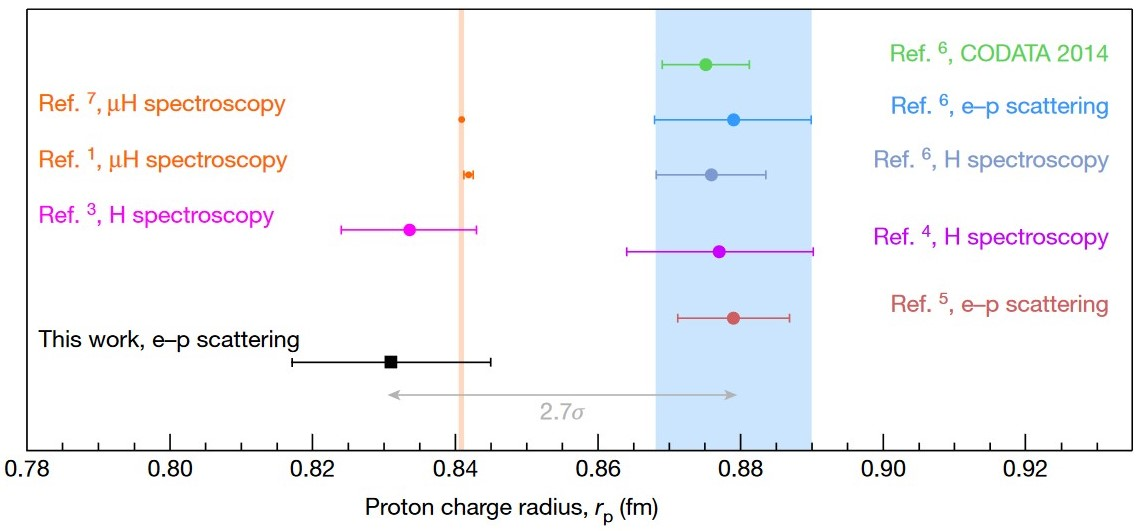 Ref. ⁶, CODATA 2014
Ref. ⁷, μH spectroscopy
Ref. ⁶, e–p scattering
Ref. ¹, μH spectroscopy
Ref. ⁶, H spectroscopy
Ref. ³, H spectroscopy
Ref. ⁴, H spectroscopy
Ref. ⁵, e–p scattering
This work, e–p scattering
2.7σ
0.78 0.80 0.82 0.84 0.86 0.88 0.90 0.92
Proton charge radius, rₚ (fm)